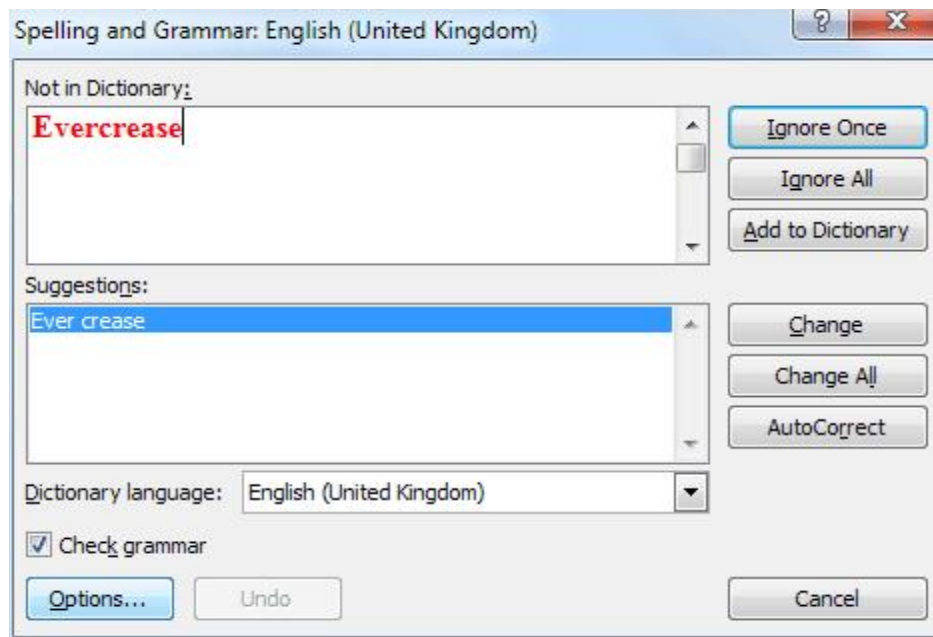 Spelling and Grammar: English (United Kingdom)
Not in Dictionary:
Evercrease
Ignore Once
Ignore All
Add to Dictionary
Suggestions:
Ever crease
Change
Change All
AutoCorrect
Dictionary language: English (United Kingdom)
Check grammar
Options... Undo Cancel